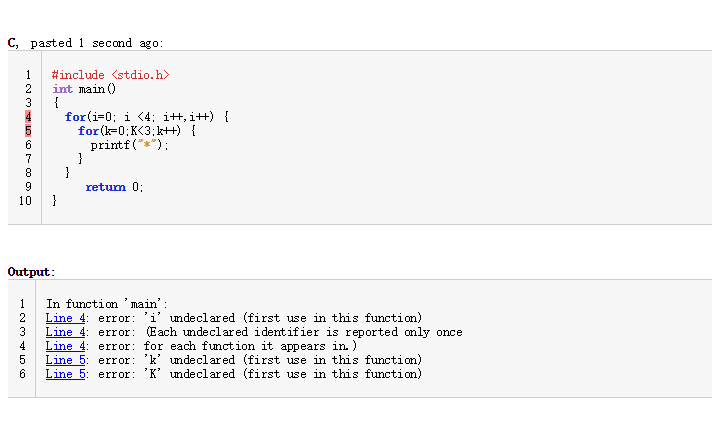 C, pasted 1 second ago:
1 #include <stdio.h>
2 int main()
3 {
4 for(i=0; i <4; i++,i++) {
5 for(k=0;K<3;k++) {
6 printf("*");
7 }
8 }
9 return 0;
10 }
Output:
1 In function 'main':
2 Line 4: error: 'i' undeclared (first use in this function)
3 Line 4: error: (Each undeclared identifier is reported only once
4 Line 4: error: for each function it appears in.)
5 Line 5: error: 'k' undeclared (first use in this function)
6 Line 5: error: 'K' undeclared (first use in this function)